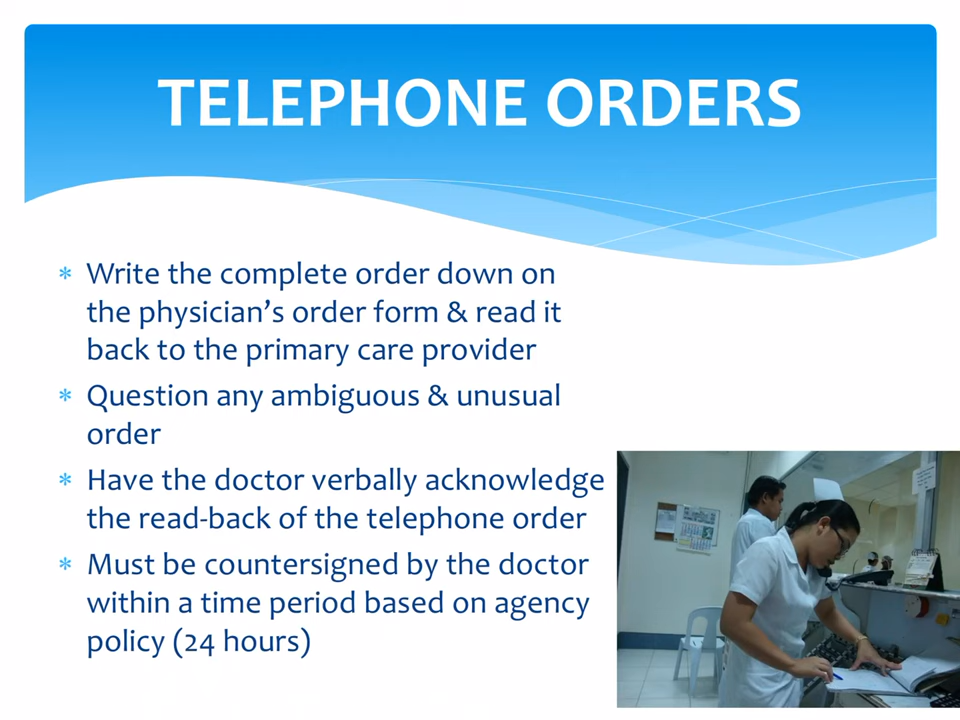 TELEPHONE ORDERS
* Write the complete order down on
the physician’s order form & read it
back to the primary care provider
* Question any ambiguous & unusual
order
* Have the doctor verbally acknowledge
the read-back of the telephone order
* Must be countersigned by the doctor
within a time period based on agency
policy (24 hours)